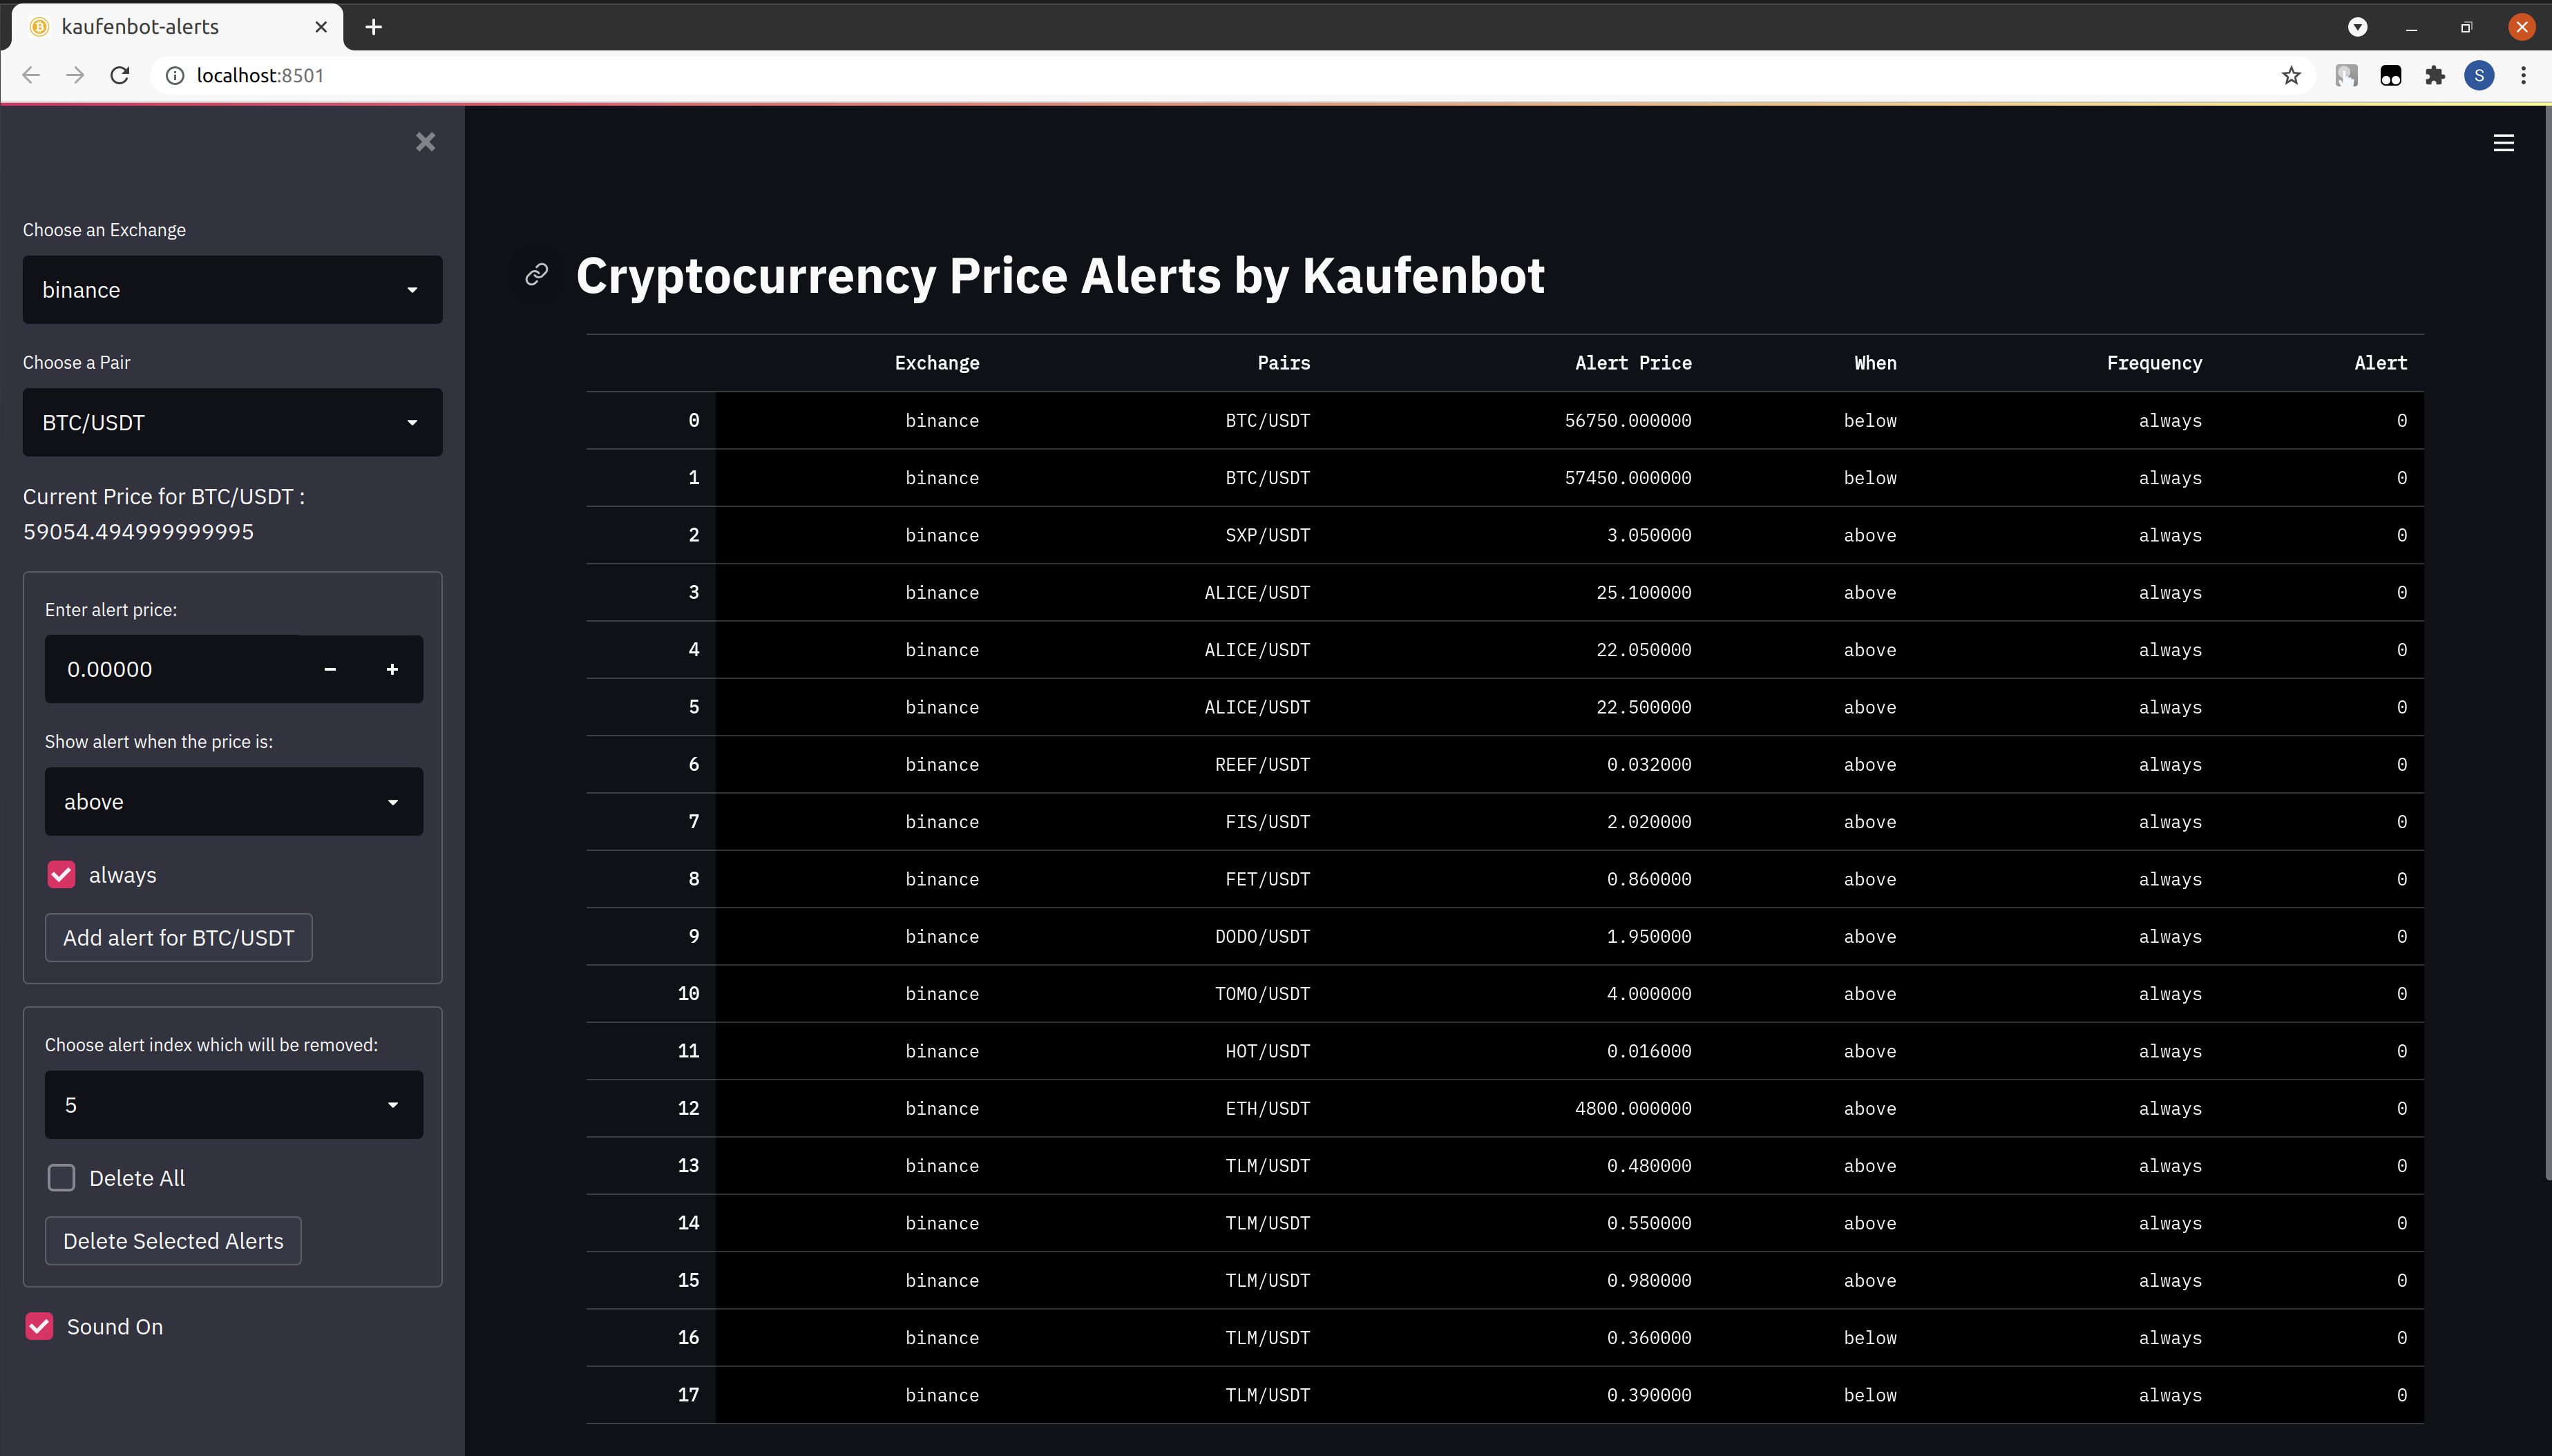 kaufenbot-alerts
localhost:8501
S
Choose an Exchange
binance
Choose a Pair
BTC/USDT
Current Price for BTC/USDT :
59054.494999999995
Enter alert price:
0.00000
Show alert when the price is:
above
always
Add alert for BTC/USDT
Choose alert index which will be removed:
5
Delete All
Delete Selected Alerts
Sound On
Cryptocurrency Price Alerts by Kaufenbot
Exchange Pairs Alert Price When Frequency Alert
0 binance BTC/USDT 56750.000000 below always 0
1 binance BTC/USDT 57450.000000 below always 0
2 binance SXP/USDT 3.050000 above always 0
3 binance ALICE/USDT 25.100000 above always 0
4 binance ALICE/USDT 22.050000 above always 0
5 binance ALICE/USDT 22.500000 above always 0
6 binance REEF/USDT 0.032000 above always 0
7 binance FIS/USDT 2.020000 above always 0
8 binance FET/USDT 0.860000 above always 0
9 binance DODO/USDT 1.950000 above always 0
10 binance TOMO/USDT 4.000000 above always 0
11 binance HOT/USDT 0.016000 above always 0
12 binance ETH/USDT 4800.000000 above always 0
13 binance TLM/USDT 0.480000 above always 0
14 binance TLM/USDT 0.550000 above always 0
15 binance TLM/USDT 0.980000 above always 0
16 binance TLM/USDT 0.360000 below always 0
17 binance TLM/USDT 0.390000 below always 0